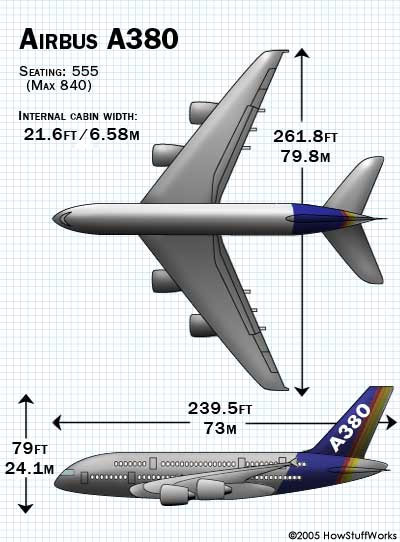 Airbus A380
Seating: 555
(Max 840)
Internal cabin width:
21.6ft/6.58m
261.8ft
79.8m
239.5ft
73m
79ft
24.1m
A380
©2005 HowStuffWorks